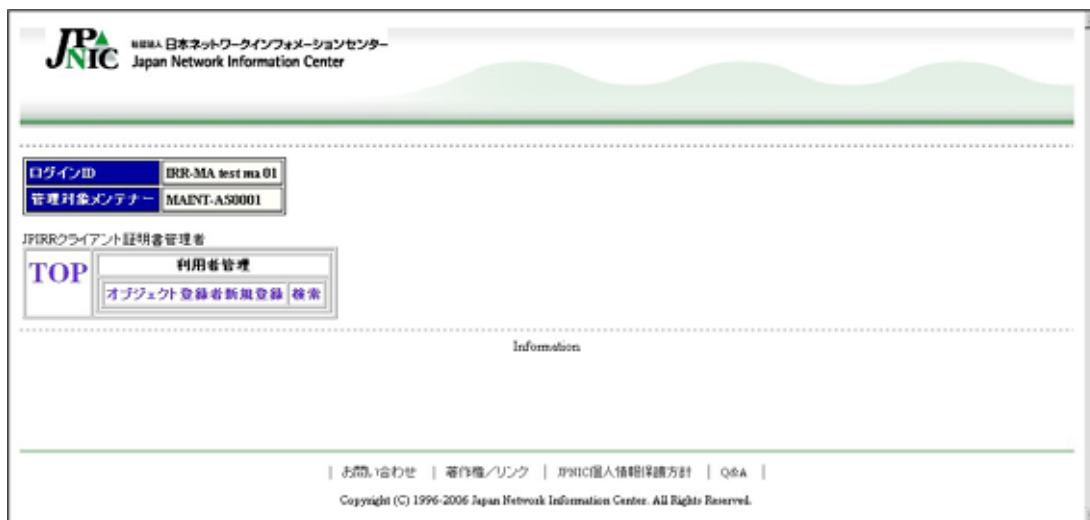 JPNIC
社団法人 日本ネットワークインフォメーションセンター
Japan Network Information Center
ログインID IRR-MA test ma 01
管理対象メンテナー MAINT-AS0001
JPIRRクライアント証明書管理者
TOP 利用者管理
オブジェクト登録者新規登録 検索
Information
| お問い合わせ | 著作権/リンク | JPNIC個人情報保護方針 | Q&A |
Copyright (C) 1996-2006 Japan Network Information Center. All Rights Reserved.